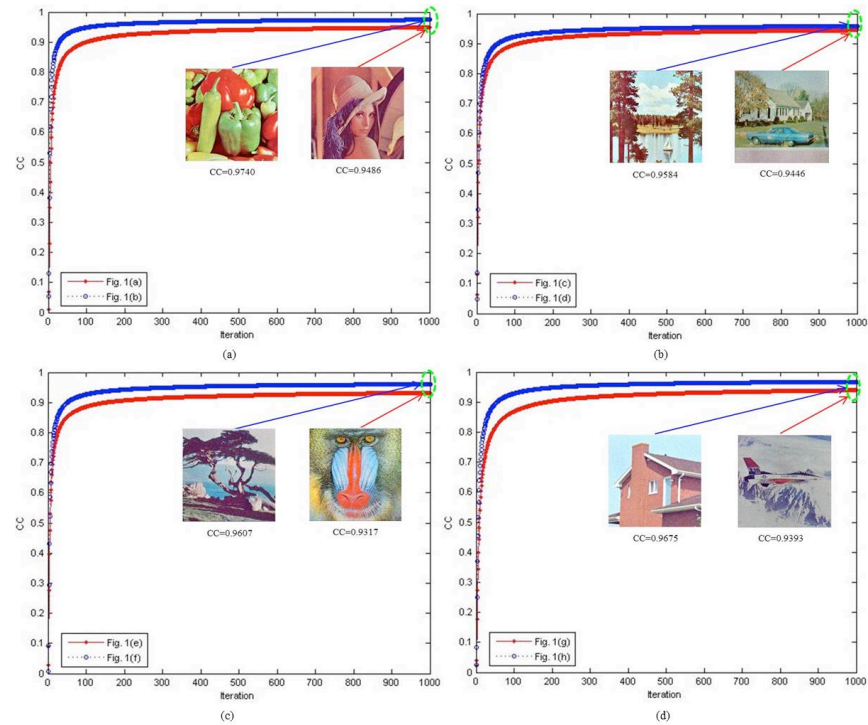 1
0.9
0.8
0.7
0.6
0.5
0.4
0.3
0.2
0.1
0
CC
CC=0.9740
CC=0.9486
Fig. 1(a)
Fig. 1(b)
0 100 200 300 400 500 600 700 800 900 1000
Iteration
(a)
1
0.9
0.8
0.7
0.6
0.5
0.4
0.3
0.2
0.1
0
CC
CC=0.9584
CC=0.9446
Fig. 1(c)
Fig. 1(d)
0 100 200 300 400 500 600 700 800 900 1000
Iteration
(b)
1
0.9
0.8
0.7
0.6
0.5
0.4
0.3
0.2
0.1
0
CC
CC=0.9607
CC=0.9317
Fig. 1(e)
Fig. 1(f)
0 100 200 300 400 500 600 700 800 900 1000
Iteration
(c)
1
0.9
0.8
0.7
0.6
0.5
0.4
0.3
0.2
0.1
0
CC
CC=0.9675
CC=0.9393
Fig. 1(g)
Fig. 1(h)
0 100 200 300 400 500 600 700 800 900 1000
Iteration
(d)